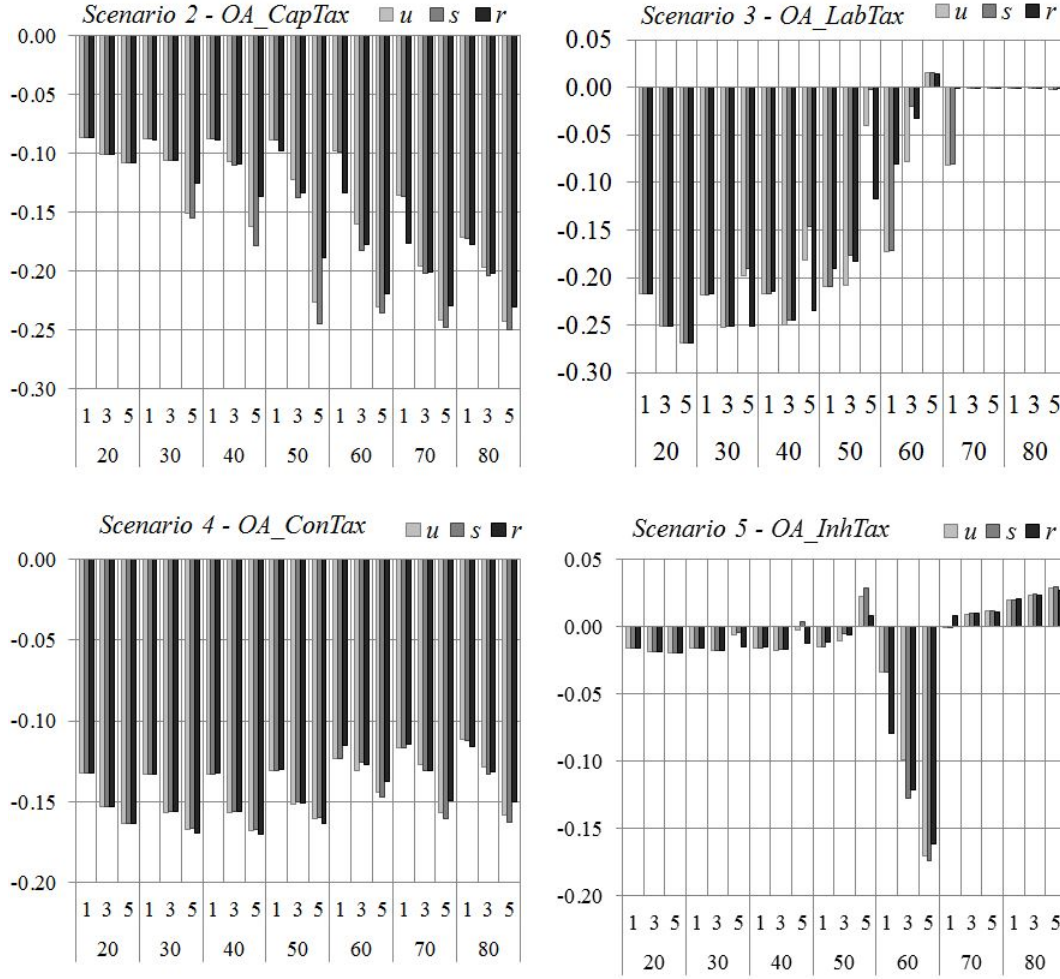 Scenario 2 - OA_CapTax u s r
0.00
-0.05
-0.10
-0.15
-0.20
-0.25
-0.30
1 3 5 1 3 5 1 3 5 1 3 5 1 3 5 1 3 5 1 3 5
20 30 40 50 60 70 80
Scenario 3 - OA_LabTax u s r
0.05
0.00
-0.05
-0.10
-0.15
-0.20
-0.25
-0.30
1 3 5 1 3 5 1 3 5 1 3 5 1 3 5 1 3 5 1 3 5
20 30 40 50 60 70 80
Scenario 4 - OA_ConTax u s r
0.00
-0.05
-0.10
-0.15
-0.20
1 3 5 1 3 5 1 3 5 1 3 5 1 3 5 1 3 5 1 3 5
20 30 40 50 60 70 80
Scenario 5 - OA_InhTax u s r
0.05
0.00
-0.05
-0.10
-0.15
-0.20
1 3 5 1 3 5 1 3 5 1 3 5 1 3 5 1 3 5 1 3 5
20 30 40 50 60 70 80